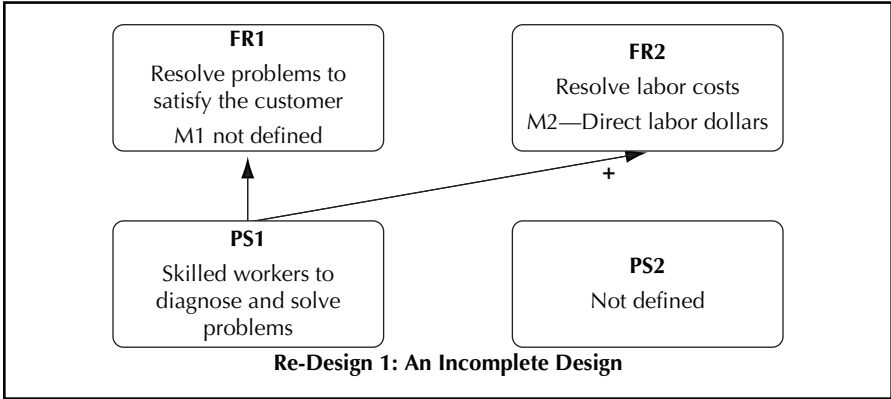 FR1
Resolve problems to
satisfy the customer
M1 not defined
FR2
Resolve labor costs
M2—Direct labor dollars
+
PS1
Skilled workers to
diagnose and solve
problems
PS2
Not defined
Re-Design 1: An Incomplete Design